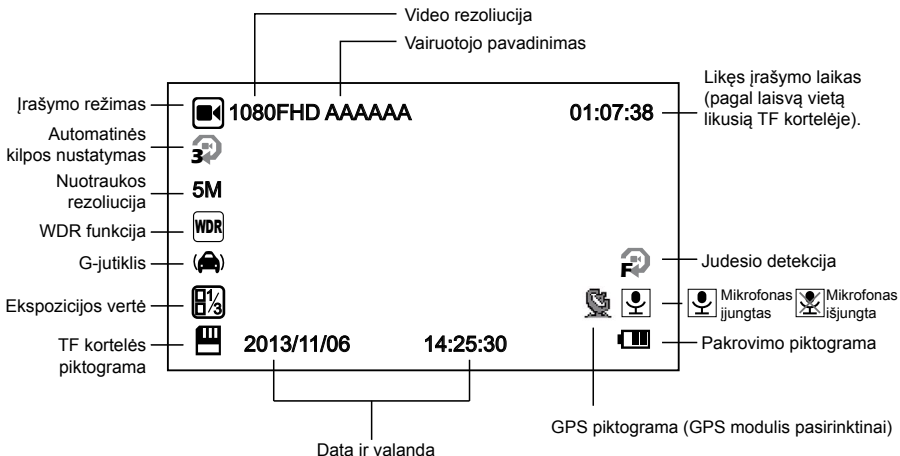 Video rezoliucija
Vairuotojo pavadinimas
Įrašymo režimas
1080FHD AAAAAA
01:07:38
Likęs įrašymo laikas
(pagal laisvą vietą
likusią TF kortelėje).
Automatinės
kilpos nustatymas
3
Nuotraukos
rezoliucija
5M
WDR funkcija
WDR
G-jutiklis
F
Judesio detekcija
Ekspozicijos vertė
1/3
Mikrofonas
įjungtas
Mikrofonas
išjungta
TF kortelės
piktograma
2013/11/06
14:25:30
Pakrovimo piktograma
GPS piktograma (GPS modulis pasirinktinai)
Data ir valanda